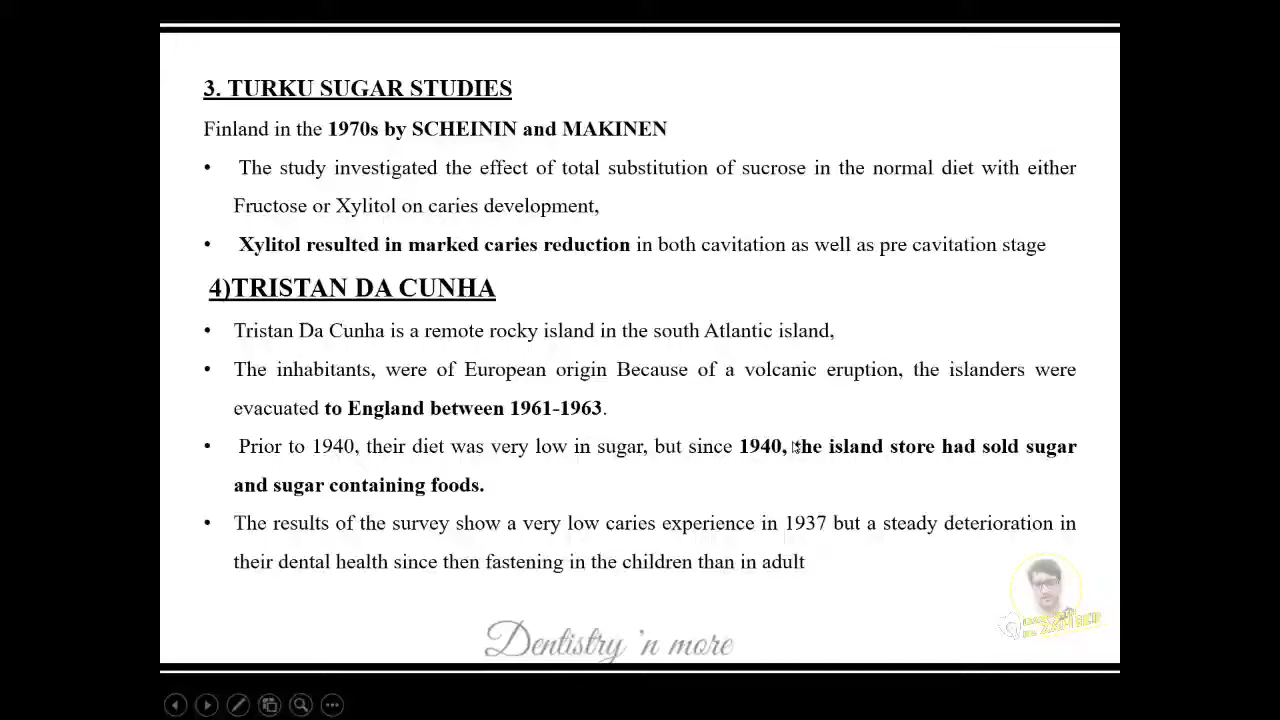 3. TURKU SUGAR STUDIES
Finland in the 1970s by SCHEININ and MAKINEN
• The study investigated the effect of total substitution of sucrose in the normal diet with either
Fructose or Xylitol on caries development,
• Xylitol resulted in marked caries reduction in both cavitation as well as pre cavitation stage
4)TRISTAN DA CUNHA
• Tristan Da Cunha is a remote rocky island in the south Atlantic island,
• The inhabitants, were of European origin Because of a volcanic eruption, the islanders were
evacuated to England between 1961-1963.
• Prior to 1940, their diet was very low in sugar, but since 1940, the island store had sold sugar
and sugar containing foods.
• The results of the survey show a very low caries experience in 1937 but a steady deterioration in
their dental health since then fastening in the children than in adult
Dentistry 'n more